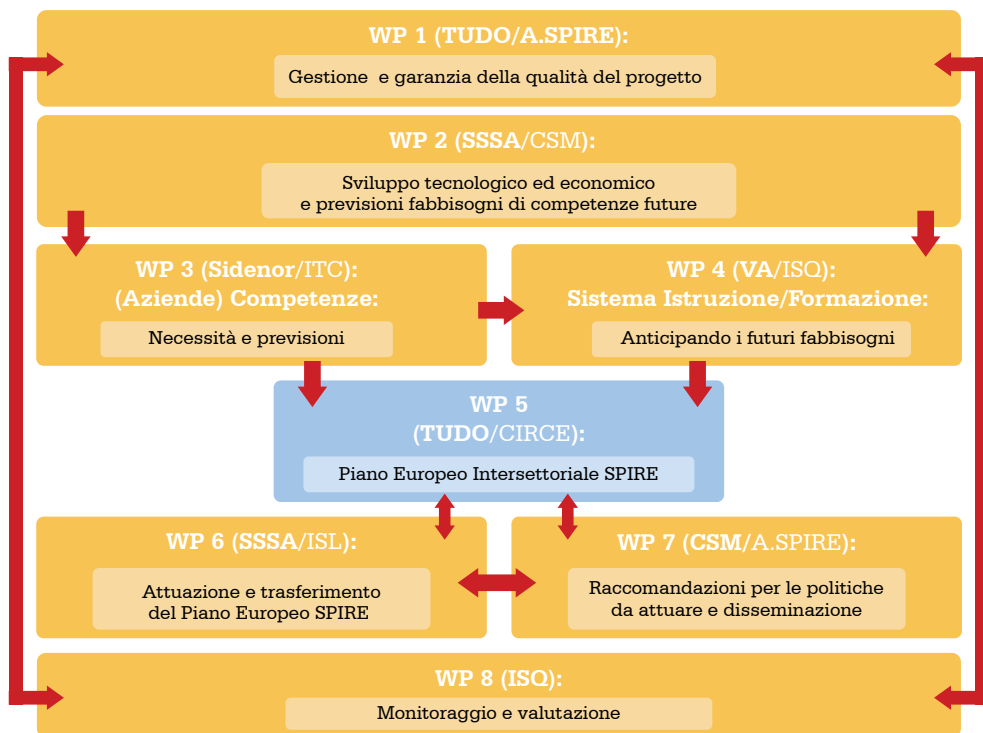 WP 1 (TUDO/A.SPIRE):
Gestione e garanzia della qualità del progetto
WP 2 (SSSA/CSM):
Sviluppo tecnologico ed economico
e previsioni fabbisogni di competenze future
WP 3 (Sidenor/ITC):
(Aziende) Competenze:
Necessità e previsioni
WP 4 (VA/ISQ):
Sistema Istruzione/Formazione:
Anticipando i futuri fabbisogni
WP 5
(TUDO/CIRCE):
Piano Europeo Intersettoriale SPIRE
WP 6 (SSSA/ISL):
Attuazione e trasferimento
del Piano Europeo SPIRE
WP 7 (CSM/A.SPIRE):
Raccomandazioni per le politiche
da attuare e disseminazione
WP 8 (ISQ):
Monitoraggio e valutazione